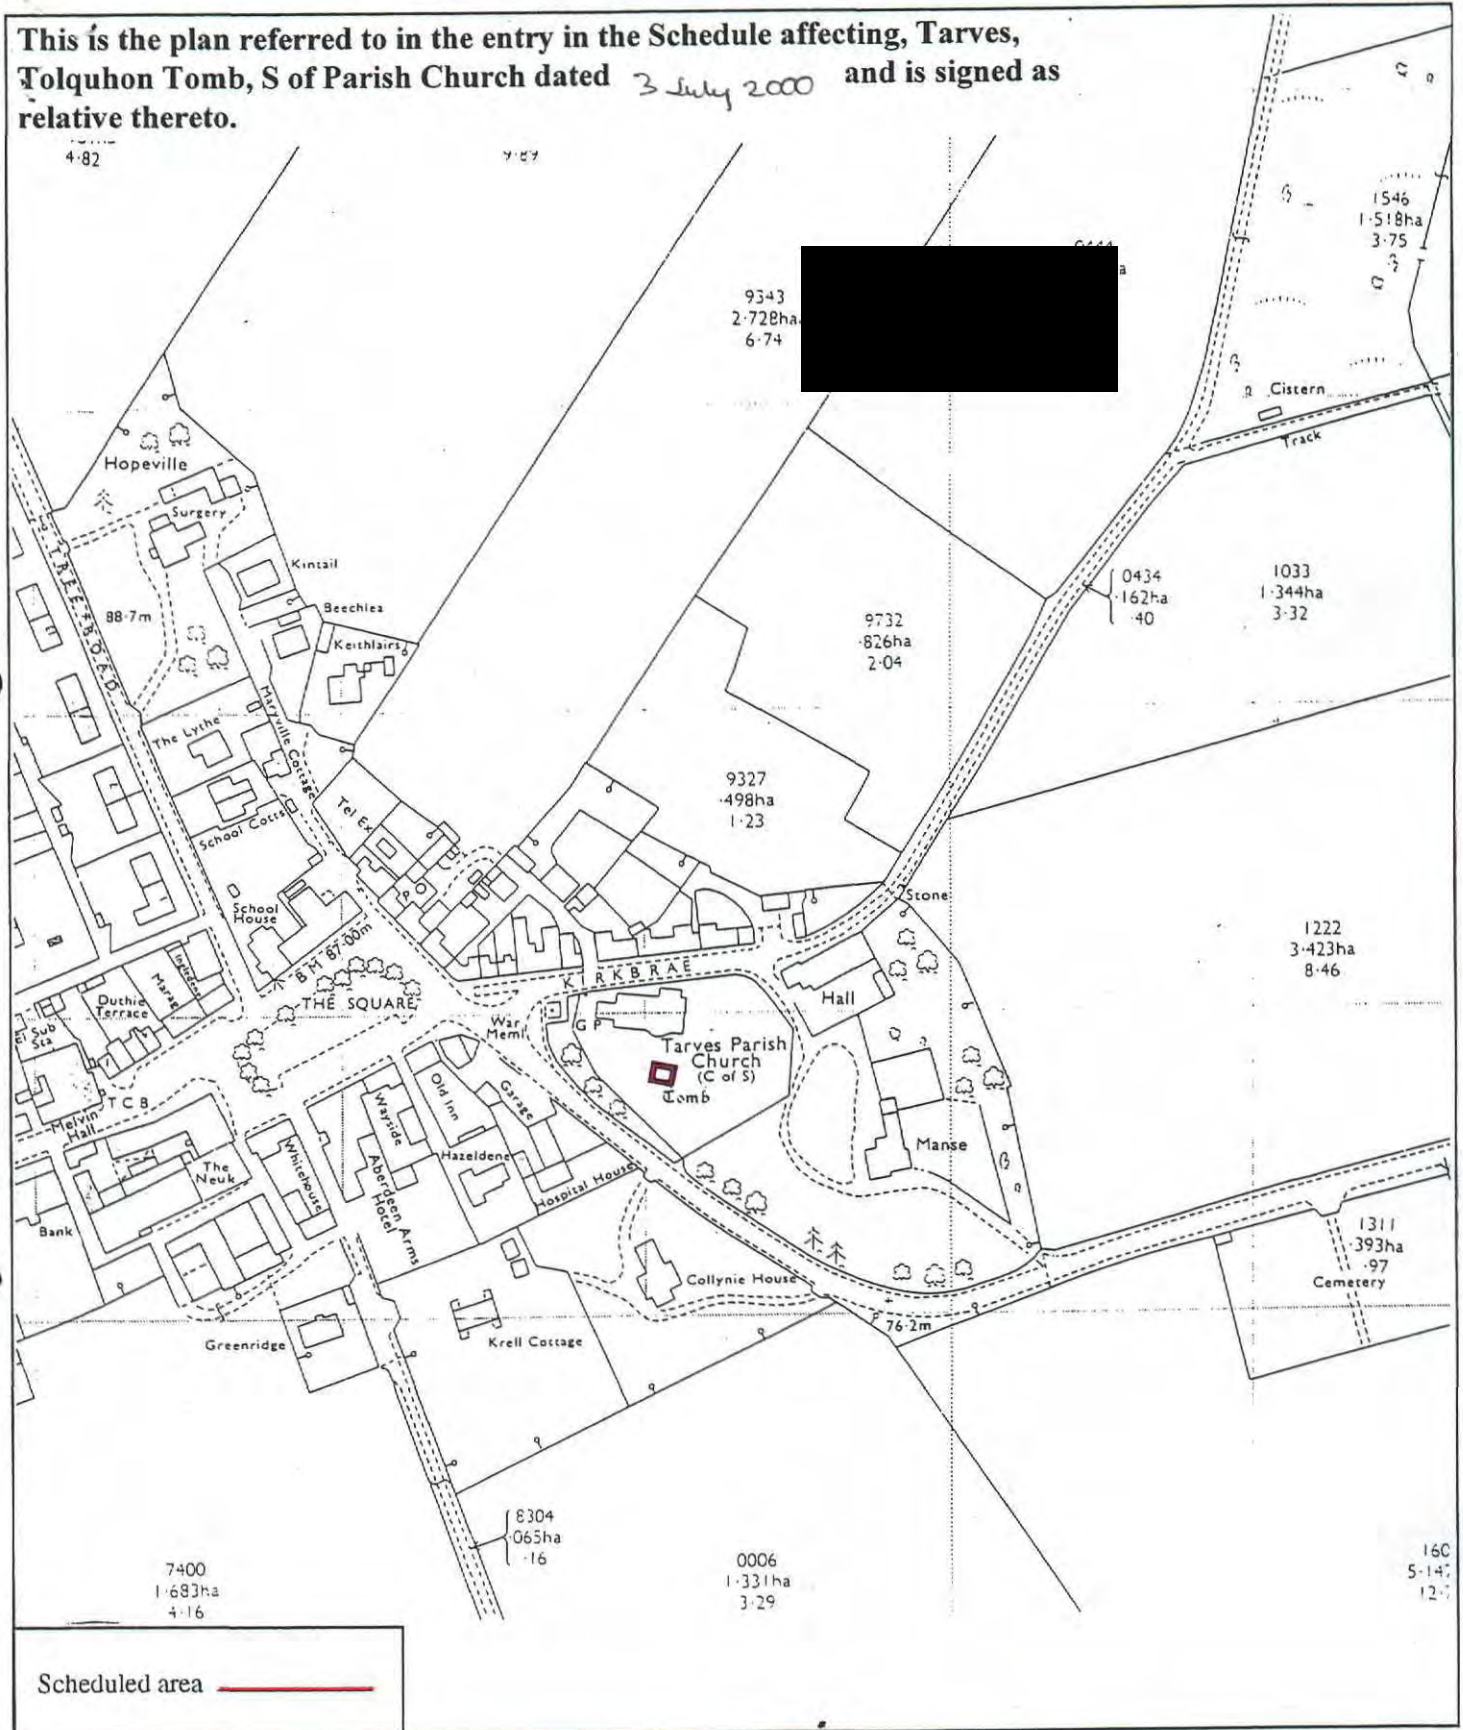 This is the plan referred to in the entry in the Schedule affecting, Tarves,
Tolquhon Tomb, S of Parish Church dated 3 July 2000 and is signed as
relative thereto.
4·82
9·89
1546
1·518ha
3·75
9343
2·728ha
6·74
a
Cistern
Track
Hopeville
Surgery
Kintail
Beechlea
Keithlairs
88·7m
0434
·162ha
·40
1033
1·344ha
3·32
9732
·826ha
2·04
The Lythe
Maryville Cottage
9327
·498ha
1·23
Tel Ex
School Cotts
P O
School
House
Stone
B M 87·00m
1222
3·423ha
8·46
KIRKBRAE
Hall
Duthie
Terrace
THE SQUARE
Sub
Sta
War
Meml
G P
Tarves Parish
Church
(C of S)
Tomb
T C B
Melvin
Hall
Wayside
Old Inn
Garage
Manse
The
Neuk
Whitehouse
Aberdeen Arms
Hotel
Hazeldene
Hospital House
Bank
1311
·393ha
·97
Cemetery
Collynie House
76·2m
Greenridge
Krell Cottage
8304
·065ha
·16
7400
1·683ha
4·16
0006
1·331ha
3·29
160
5·14
12·
Scheduled area